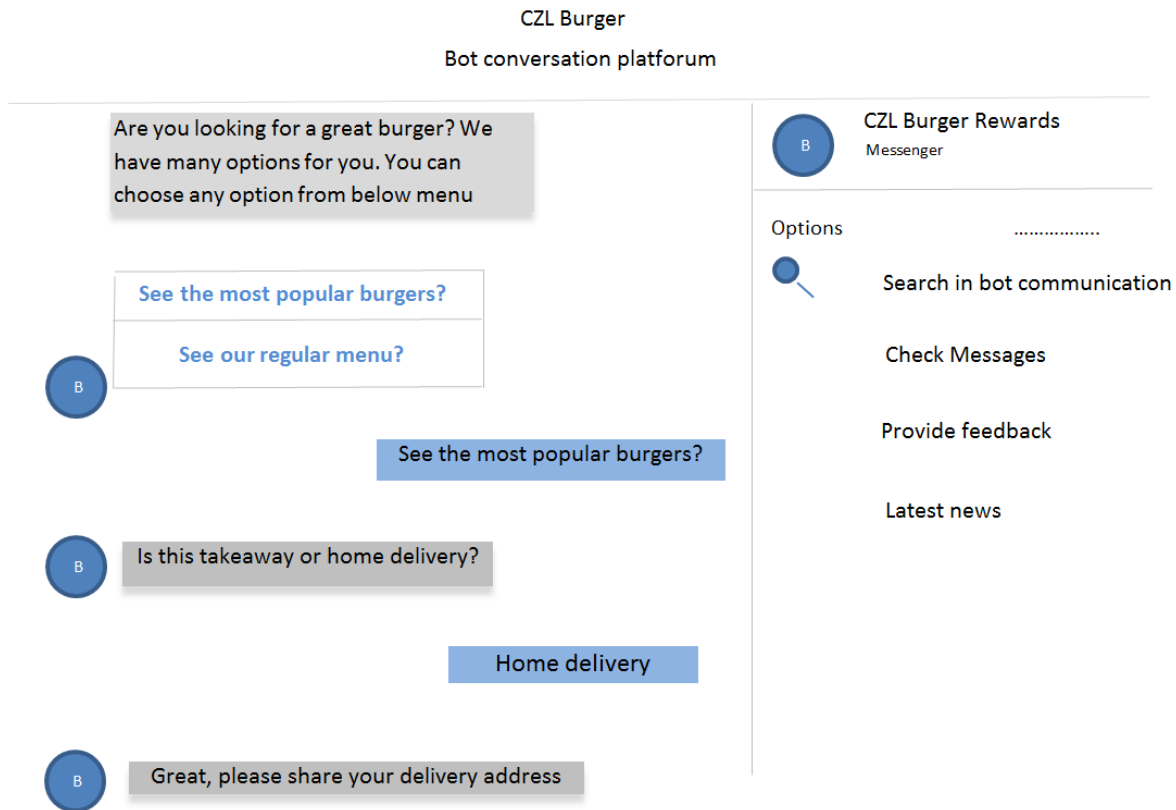 CZL Burger
Bot conversation platforum
Are you looking for a great burger? We
have many options for you. You can
choose any option from below menu
See the most popular burgers?
See our regular menu?
B
See the most popular burgers?
B
Is this takeaway or home delivery?
Home delivery
B
Great, please share your delivery address
B
CZL Burger Rewards
Messenger
Options
……………..
Search in bot communication
Check Messages
Provide feedback
Latest news